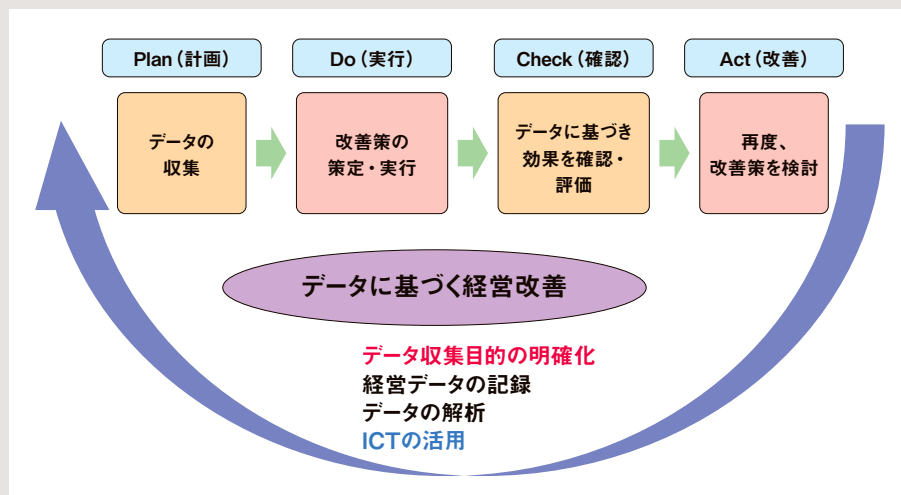 Plan（計画）
Do（実行）
Check（確認）
Act（改善）
データの
収集
改善策の
策定・実行
データに基づき
効果を確認・
評価
再度、
改善策を検討
データに基づく経営改善
データ収集目的の明確化
経営データの記録
データの解析
ICTの活用